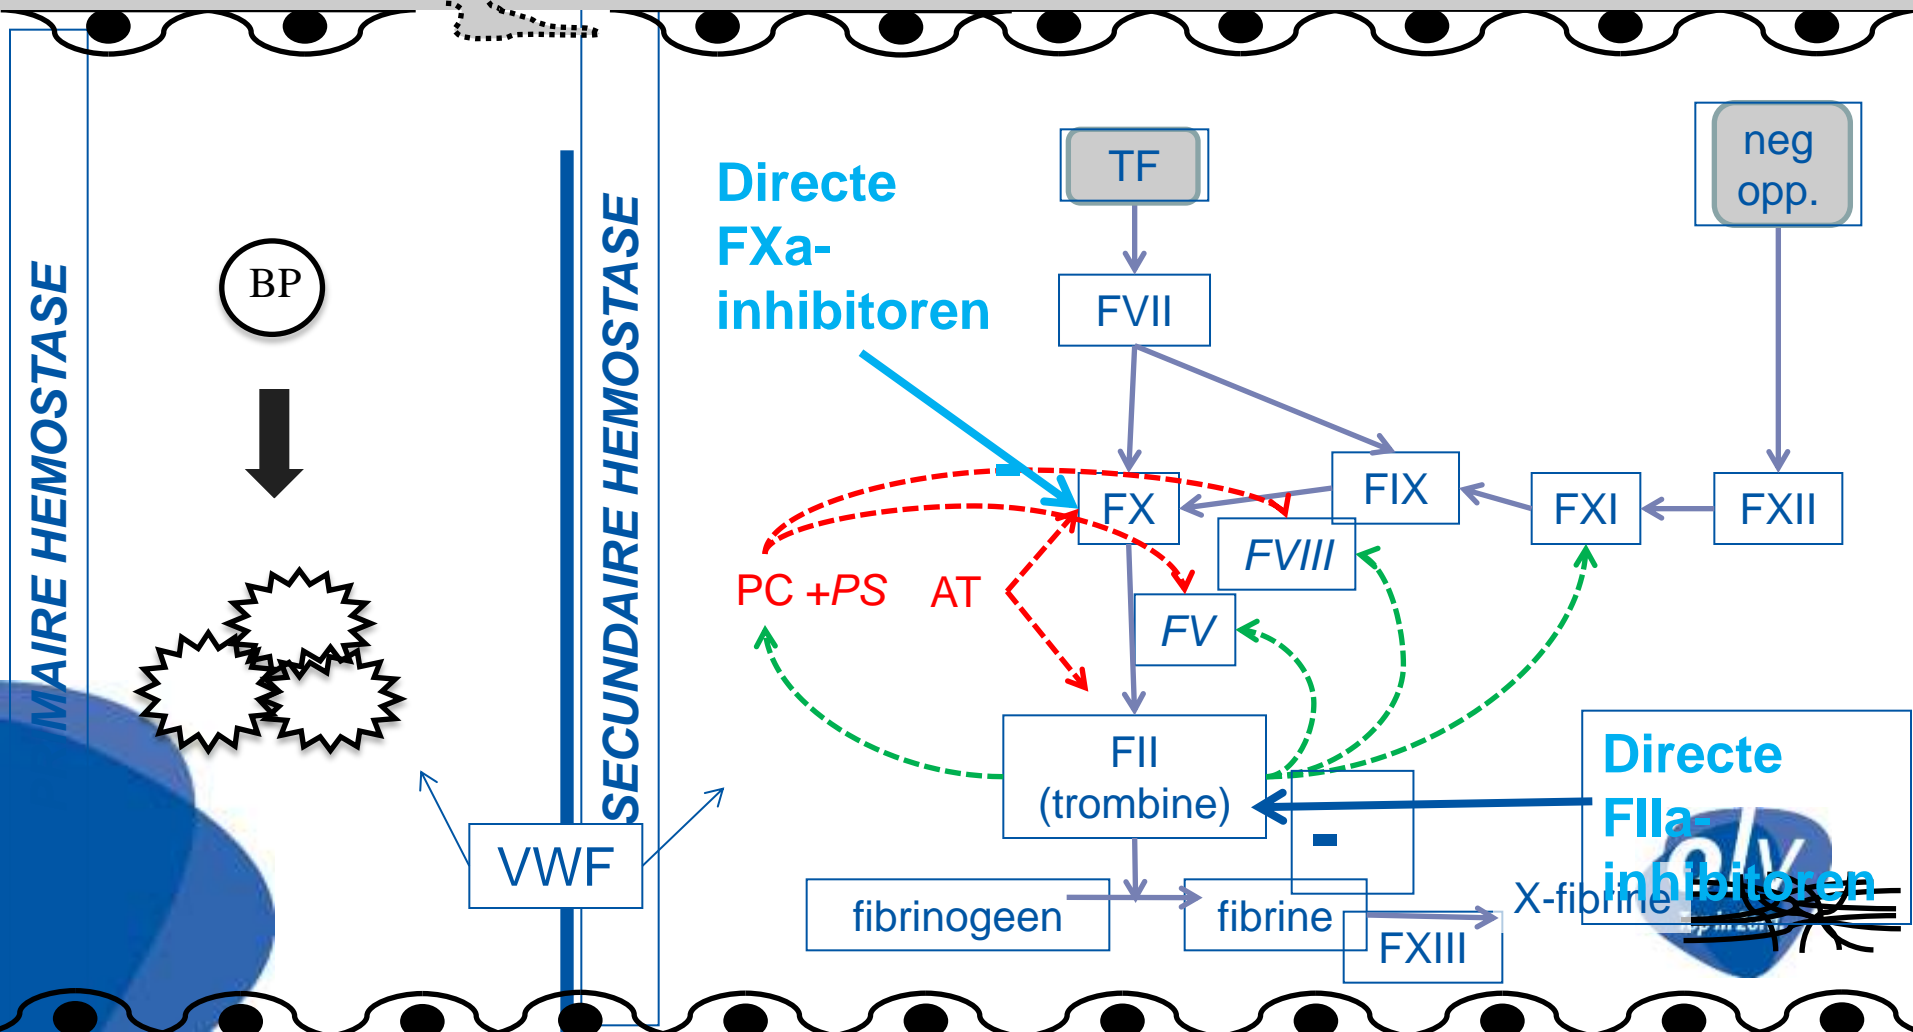 MAIRE HEMOSTASE
BP
SECUNDAIRE HEMOSTASE
VWF
Directe
FXa-
inhibitoren
TF
neg
opp.
FVII
FX
FIX
FXI
FXII
FVIII
PC +PS
AT
FV
FII
(trombine)
-
-
Directe
FIIa-
inhibitoren
fibrinogeen
fibrine
FXIII
X-fibrine
olv